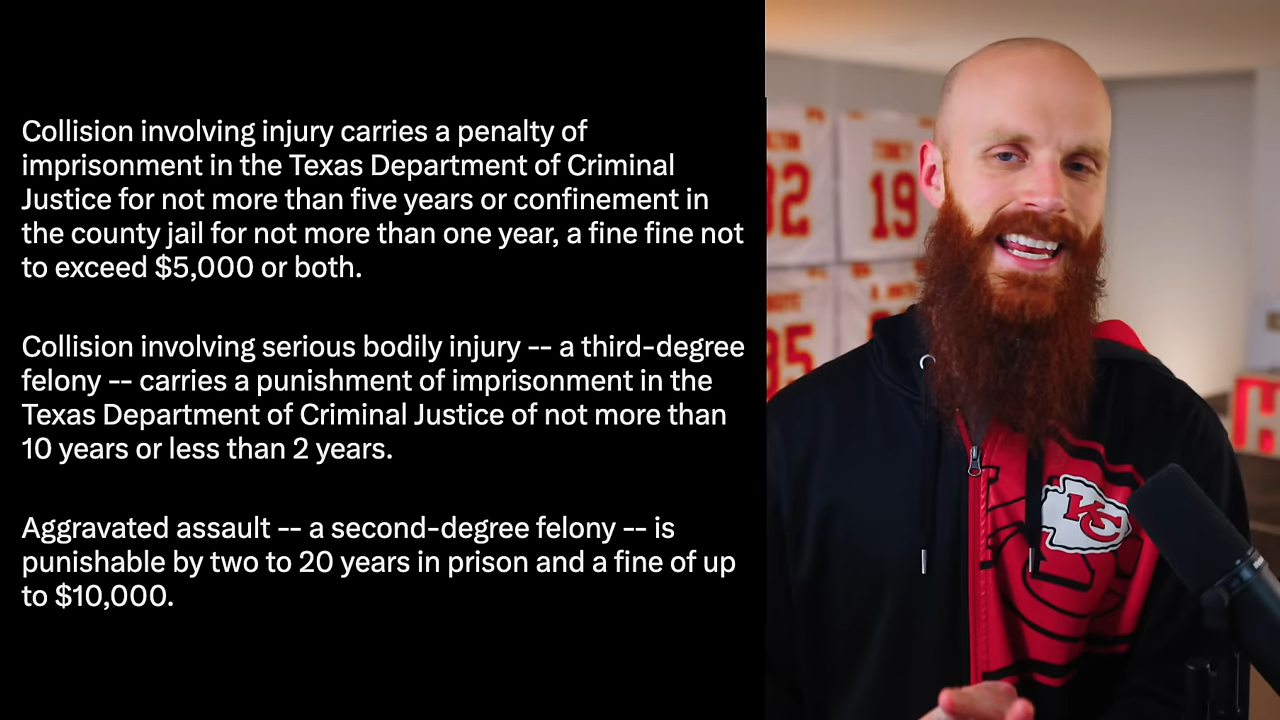 Collision involving injury carries a penalty of
imprisonment in the Texas Department of Criminal
Justice for not more than five years or confinement in
the county jail for not more than one year, a fine fine not
to exceed $5,000 or both.
Collision involving serious bodily injury -- a third-degree
felony -- carries a punishment of imprisonment in the
Texas Department of Criminal Justice of not more than
10 years or less than 2 years.
Aggravated assault -- a second-degree felony -- is
punishable by two to 20 years in prison and a fine of up
to $10,000.
19
KC